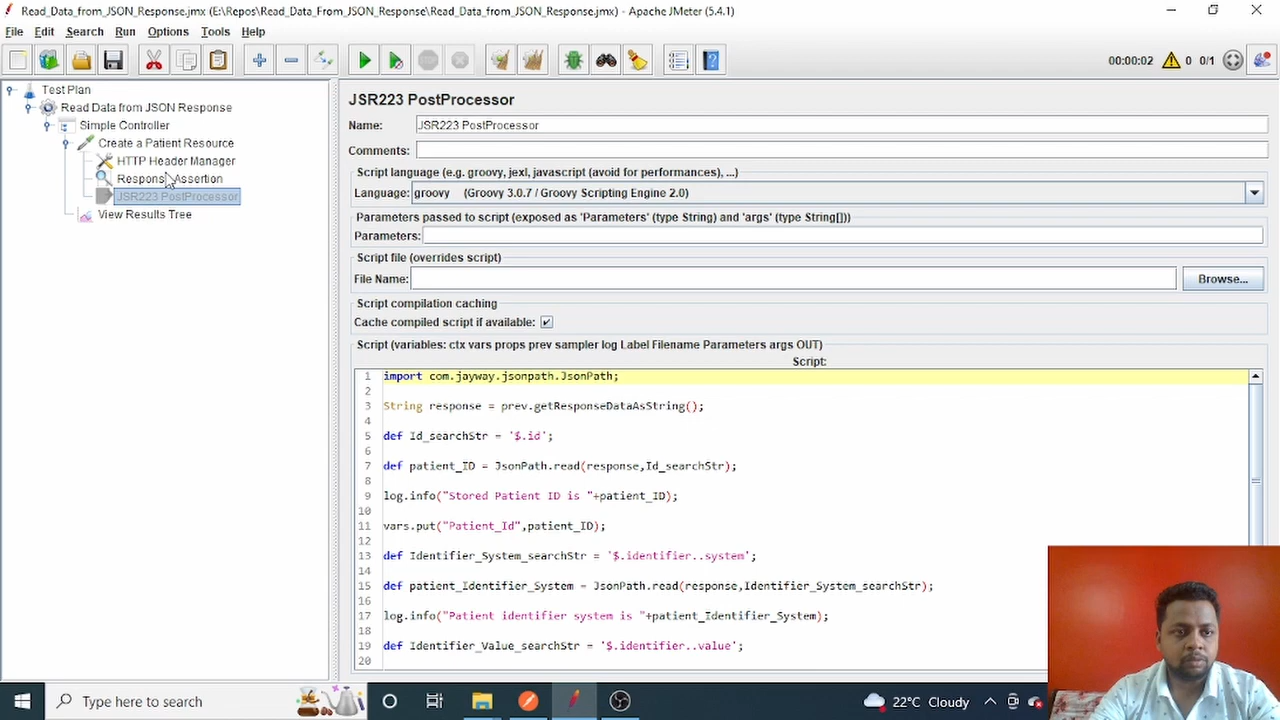 Read_Data_from_JSON_Response.jmx (E:\Repos\Read_Data_From_JSON_Response\Read_Data_from_JSON_Response.jmx) - Apache JMeter (5.4.1)
File Edit Search Run Options Tools Help
00:00:02 0 0/1
Test Plan
Read Data from JSON Response
Simple Controller
Create a Patient Resource
HTTP Header Manager
Response Assertion
JSR223 PostProcessor
View Results Tree
JSR223 PostProcessor
Name: JSR223 PostProcessor
Comments:
Script language (e.g. groovy, jexl, javascript (avoid for performances), ...)
Language: groovy (Groovy 3.0.7 / Groovy Scripting Engine 2.0)
Parameters passed to script (exposed as 'Parameters' (type String) and 'args' (type String[]))
Parameters:
Script file (overrides script)
File Name: Browse...
Script compilation caching
Cache compiled script if available:
Script (variables: ctx vars props prev sampler log Label Filename Parameters args OUT)
Script:
1 import com.jayway.jsonpath.JsonPath;
2
3 String response = prev.getResponseDataAsString();
4
5 def Id_searchStr = '$.id';
6
7 def patient_ID = JsonPath.read(response,Id_searchStr);
8
9 log.info("Stored Patient ID is "+patient_ID);
10
11 vars.put("Patient_Id",patient_ID);
12
13 def Identifier_System_searchStr = '$.identifier..system';
14
15 def patient_Identifier_System = JsonPath.read(response,Identifier_System_searchStr);
16
17 log.info("Patient identifier system is "+patient_Identifier_System);
18
19 def Identifier_Value_searchStr = '$.identifier..value';
20
Type here to search
22°C Cloudy